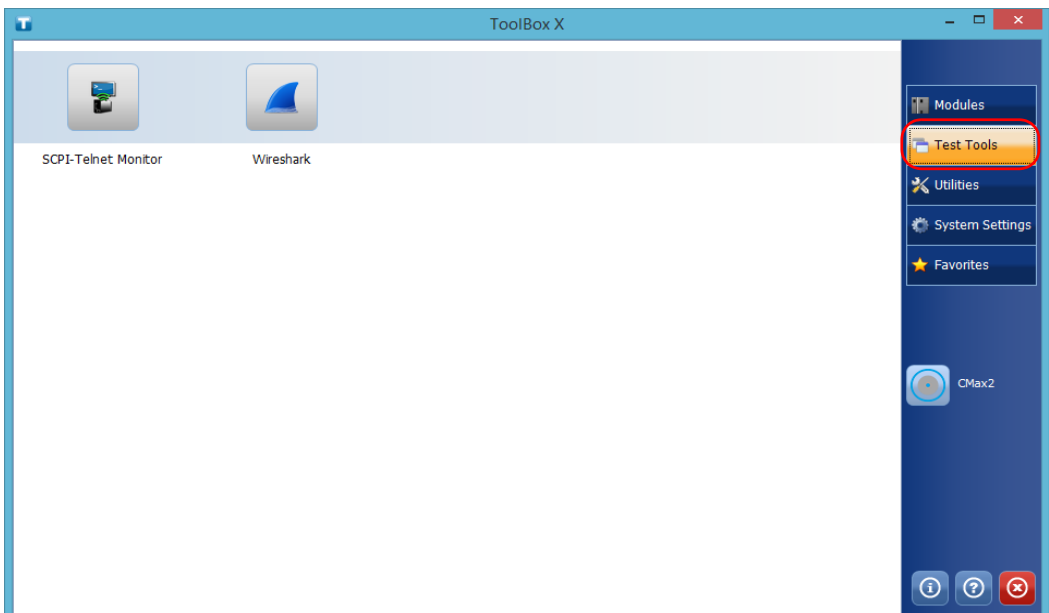 ToolBox X
SCPI-Telnet Monitor
Wireshark
Modules
Test Tools
Utilities
System Settings
Favorites
CMax2